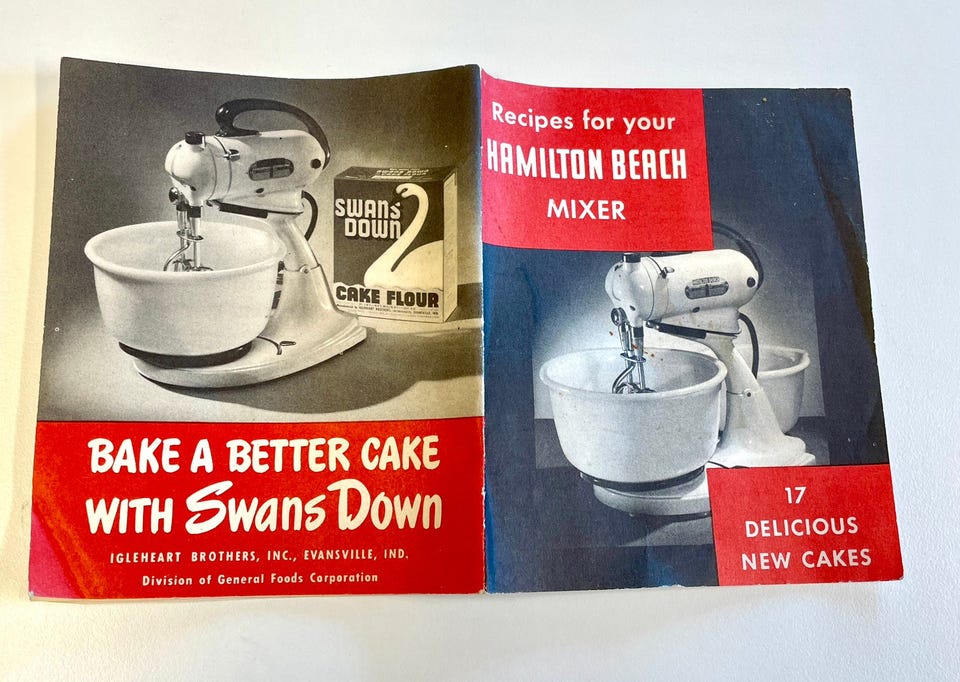 SWANS
DOWN
CAKE FLOUR
BAKE A BETTER CAKE
WITH Swans Down
IGLEHEART BROTHERS, INC., EVANSVILLE, IND.
Division of General Foods Corporation
Recipes for your
HAMILTON BEACH
MIXER
17
DELICIOUS
NEW CAKES